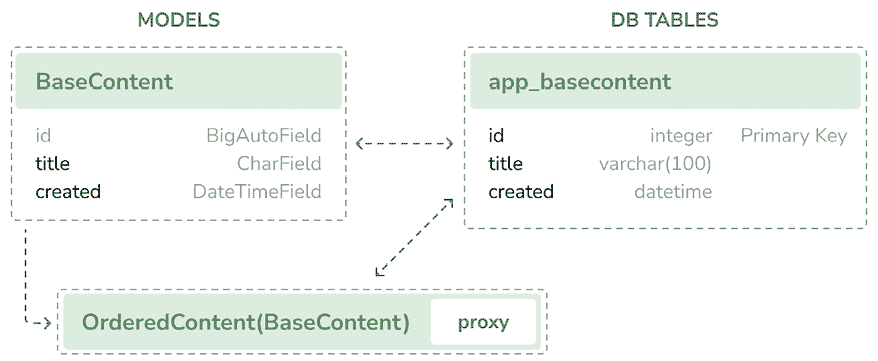 MODELS
DB TABLES
BaseContent
id BigAutoField
title CharField
created DateTimeField
app_basecontent
id integer Primary Key
title varchar(100)
created datetime
OrderedContent(BaseContent) proxy